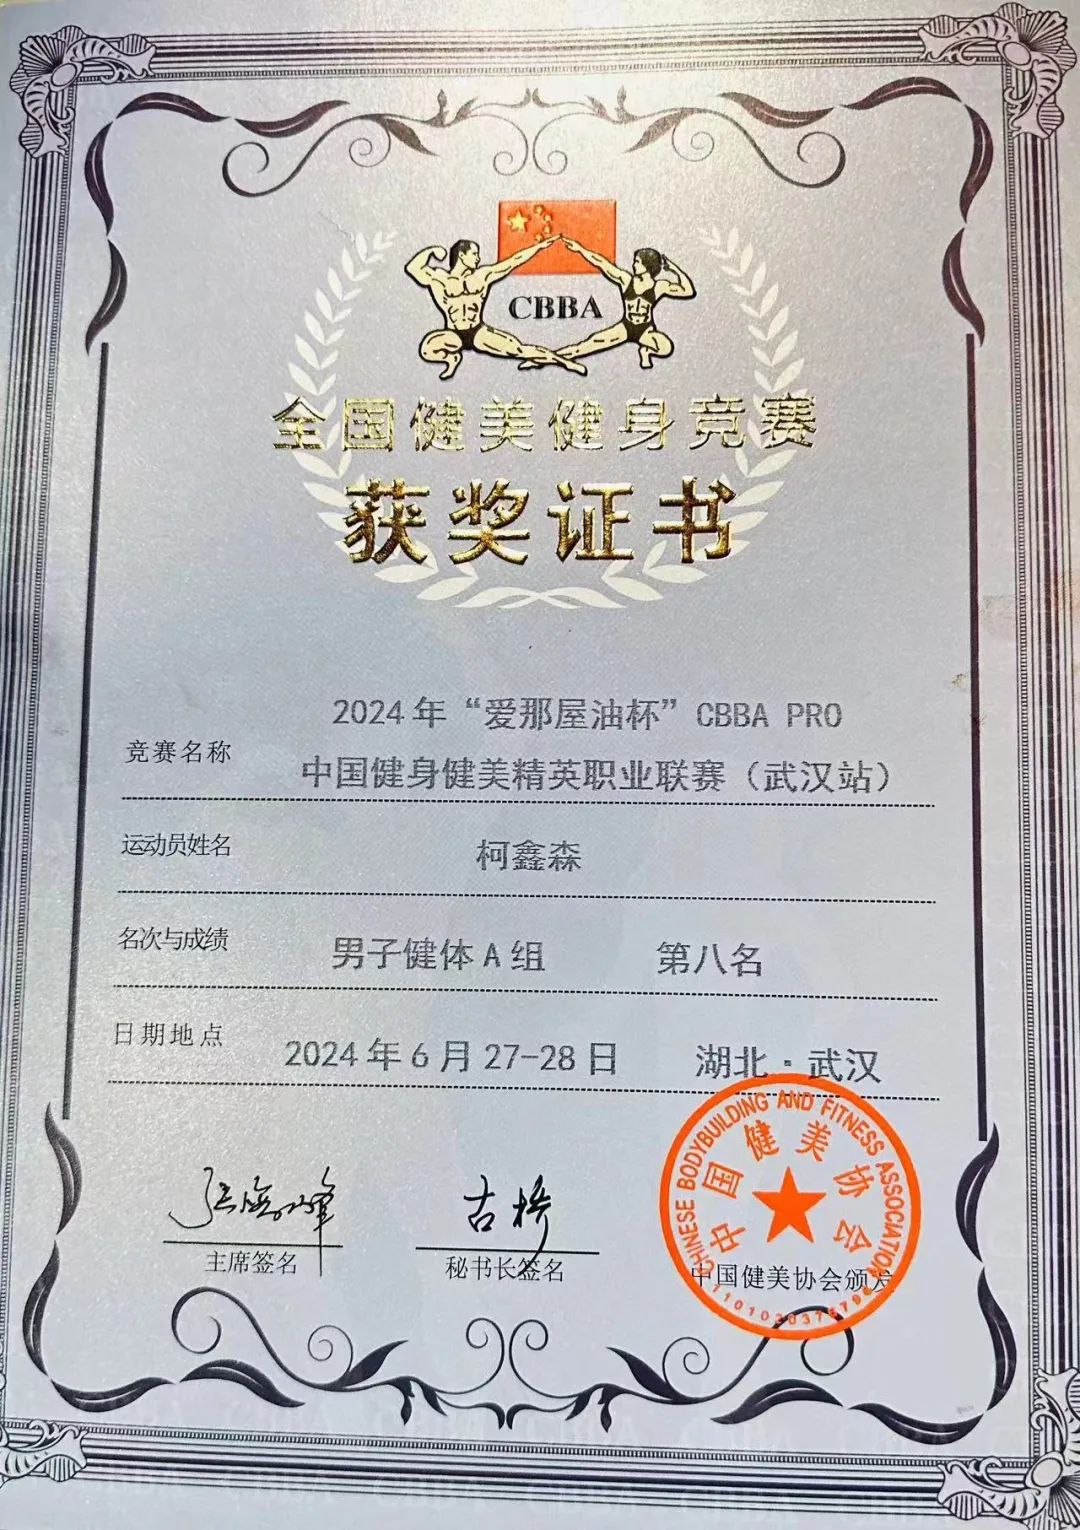 CBBA
全国健美健身竞赛
获奖证书
竞赛名称
2024年“爱那屋油杯”CBBA PRO
中国健身健美精英职业联赛（武汉站）
运动员姓名 柯鑫森
名次与成绩 男子健体A组 第八名
日期地点 2024年6月27-28日 湖北·武汉
古桥
主席签名
秘书长签名
中国健美协会颁发
CHINESE BODYBUILDING AND FITNESS ASSOCIATION
中国健美协会